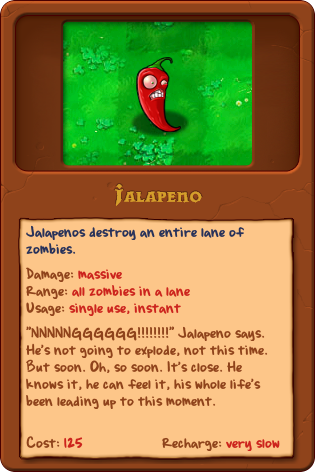 Jalapeno
Jalapenos destroy an entire lane of
zombies.
Damage: massive
Range: all zombies in a lane
Usage: single use, instant
"NNNNNGGGGGG!!!!!!!!" Jalapeno says.
He's not going to explode, not this time.
But soon. Oh, so soon. It's close. He
knows it, he can feel it, his whole life's
been leading up to this moment.
Cost: 125 Recharge: very slow